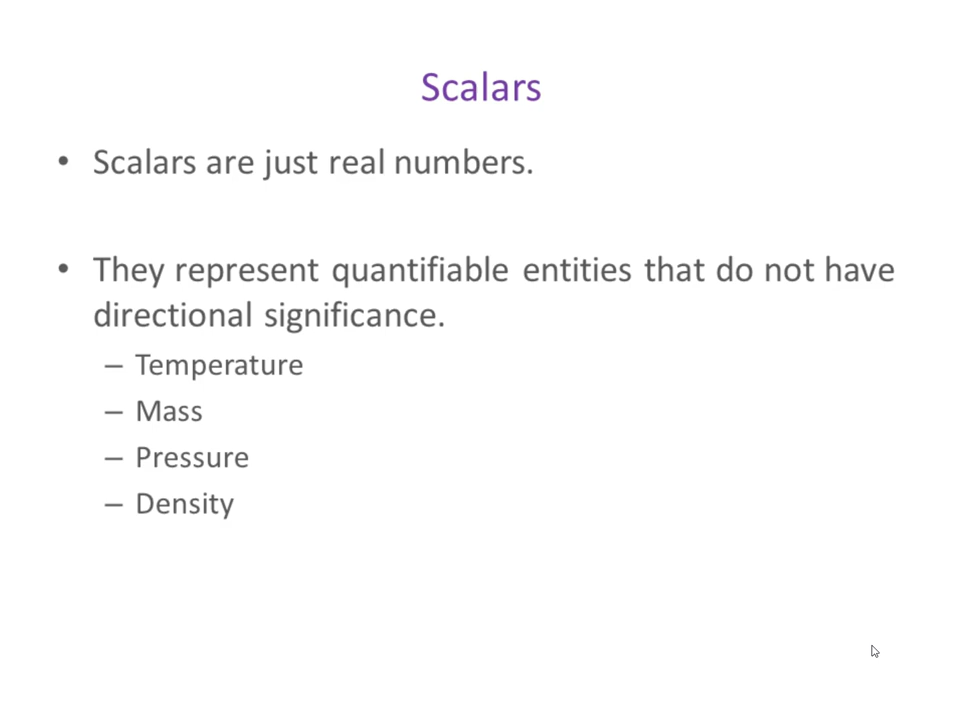 Scalars
• Scalars are just real numbers.
• They represent quantifiable entities that do not have
directional significance.
– Temperature
– Mass
– Pressure
– Density